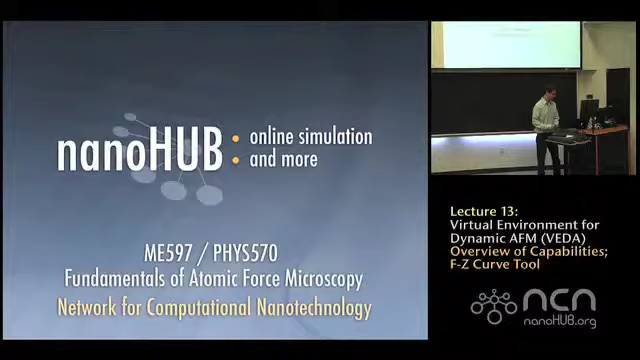 nanoHUB:
online simulation
and more
ME597 / PHYS570
Fundamentals of Atomic Force Microscopy
Network for Computational Nanotechnology
Lecture 13:
Virtual Environment for
Dynamic AFM (VEDA)
Overview of Capabilities;
F-Z Curve Tool
ncn
nanoHUB.org